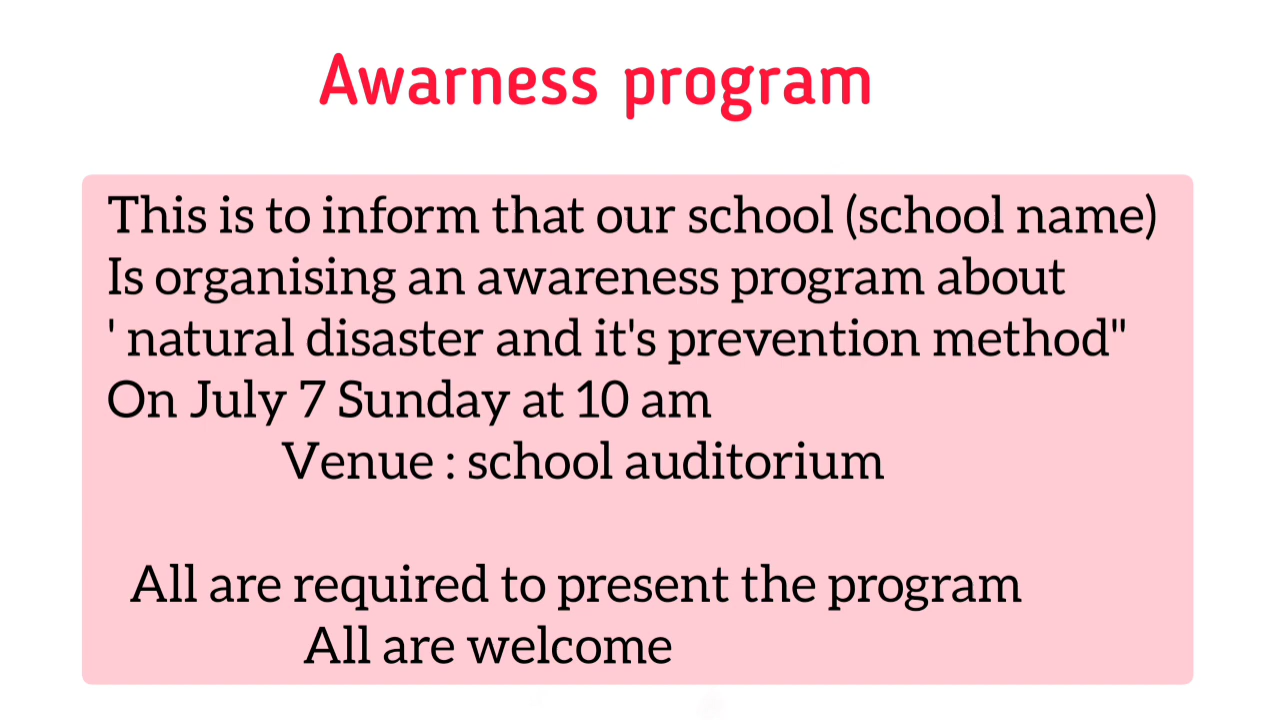 Awarness program
This is to inform that our school (school name)
Is organising an awareness program about
' natural disaster and it's prevention method"
On July 7 Sunday at 10 am
Venue : school auditorium
All are required to present the program
All are welcome